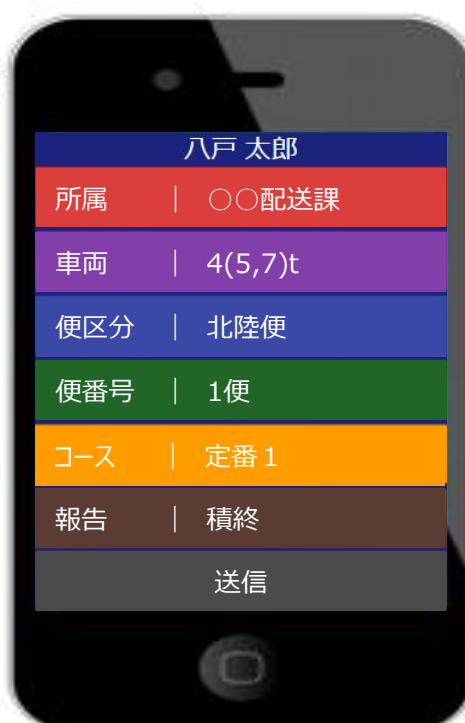 八戸 太郎
所属 ｜ ○○配送課
車両 ｜ 4(5,7)t
便区分 ｜ 北陸便
便番号 ｜ 1便
コース ｜ 定番１
報告 ｜ 積終
送信